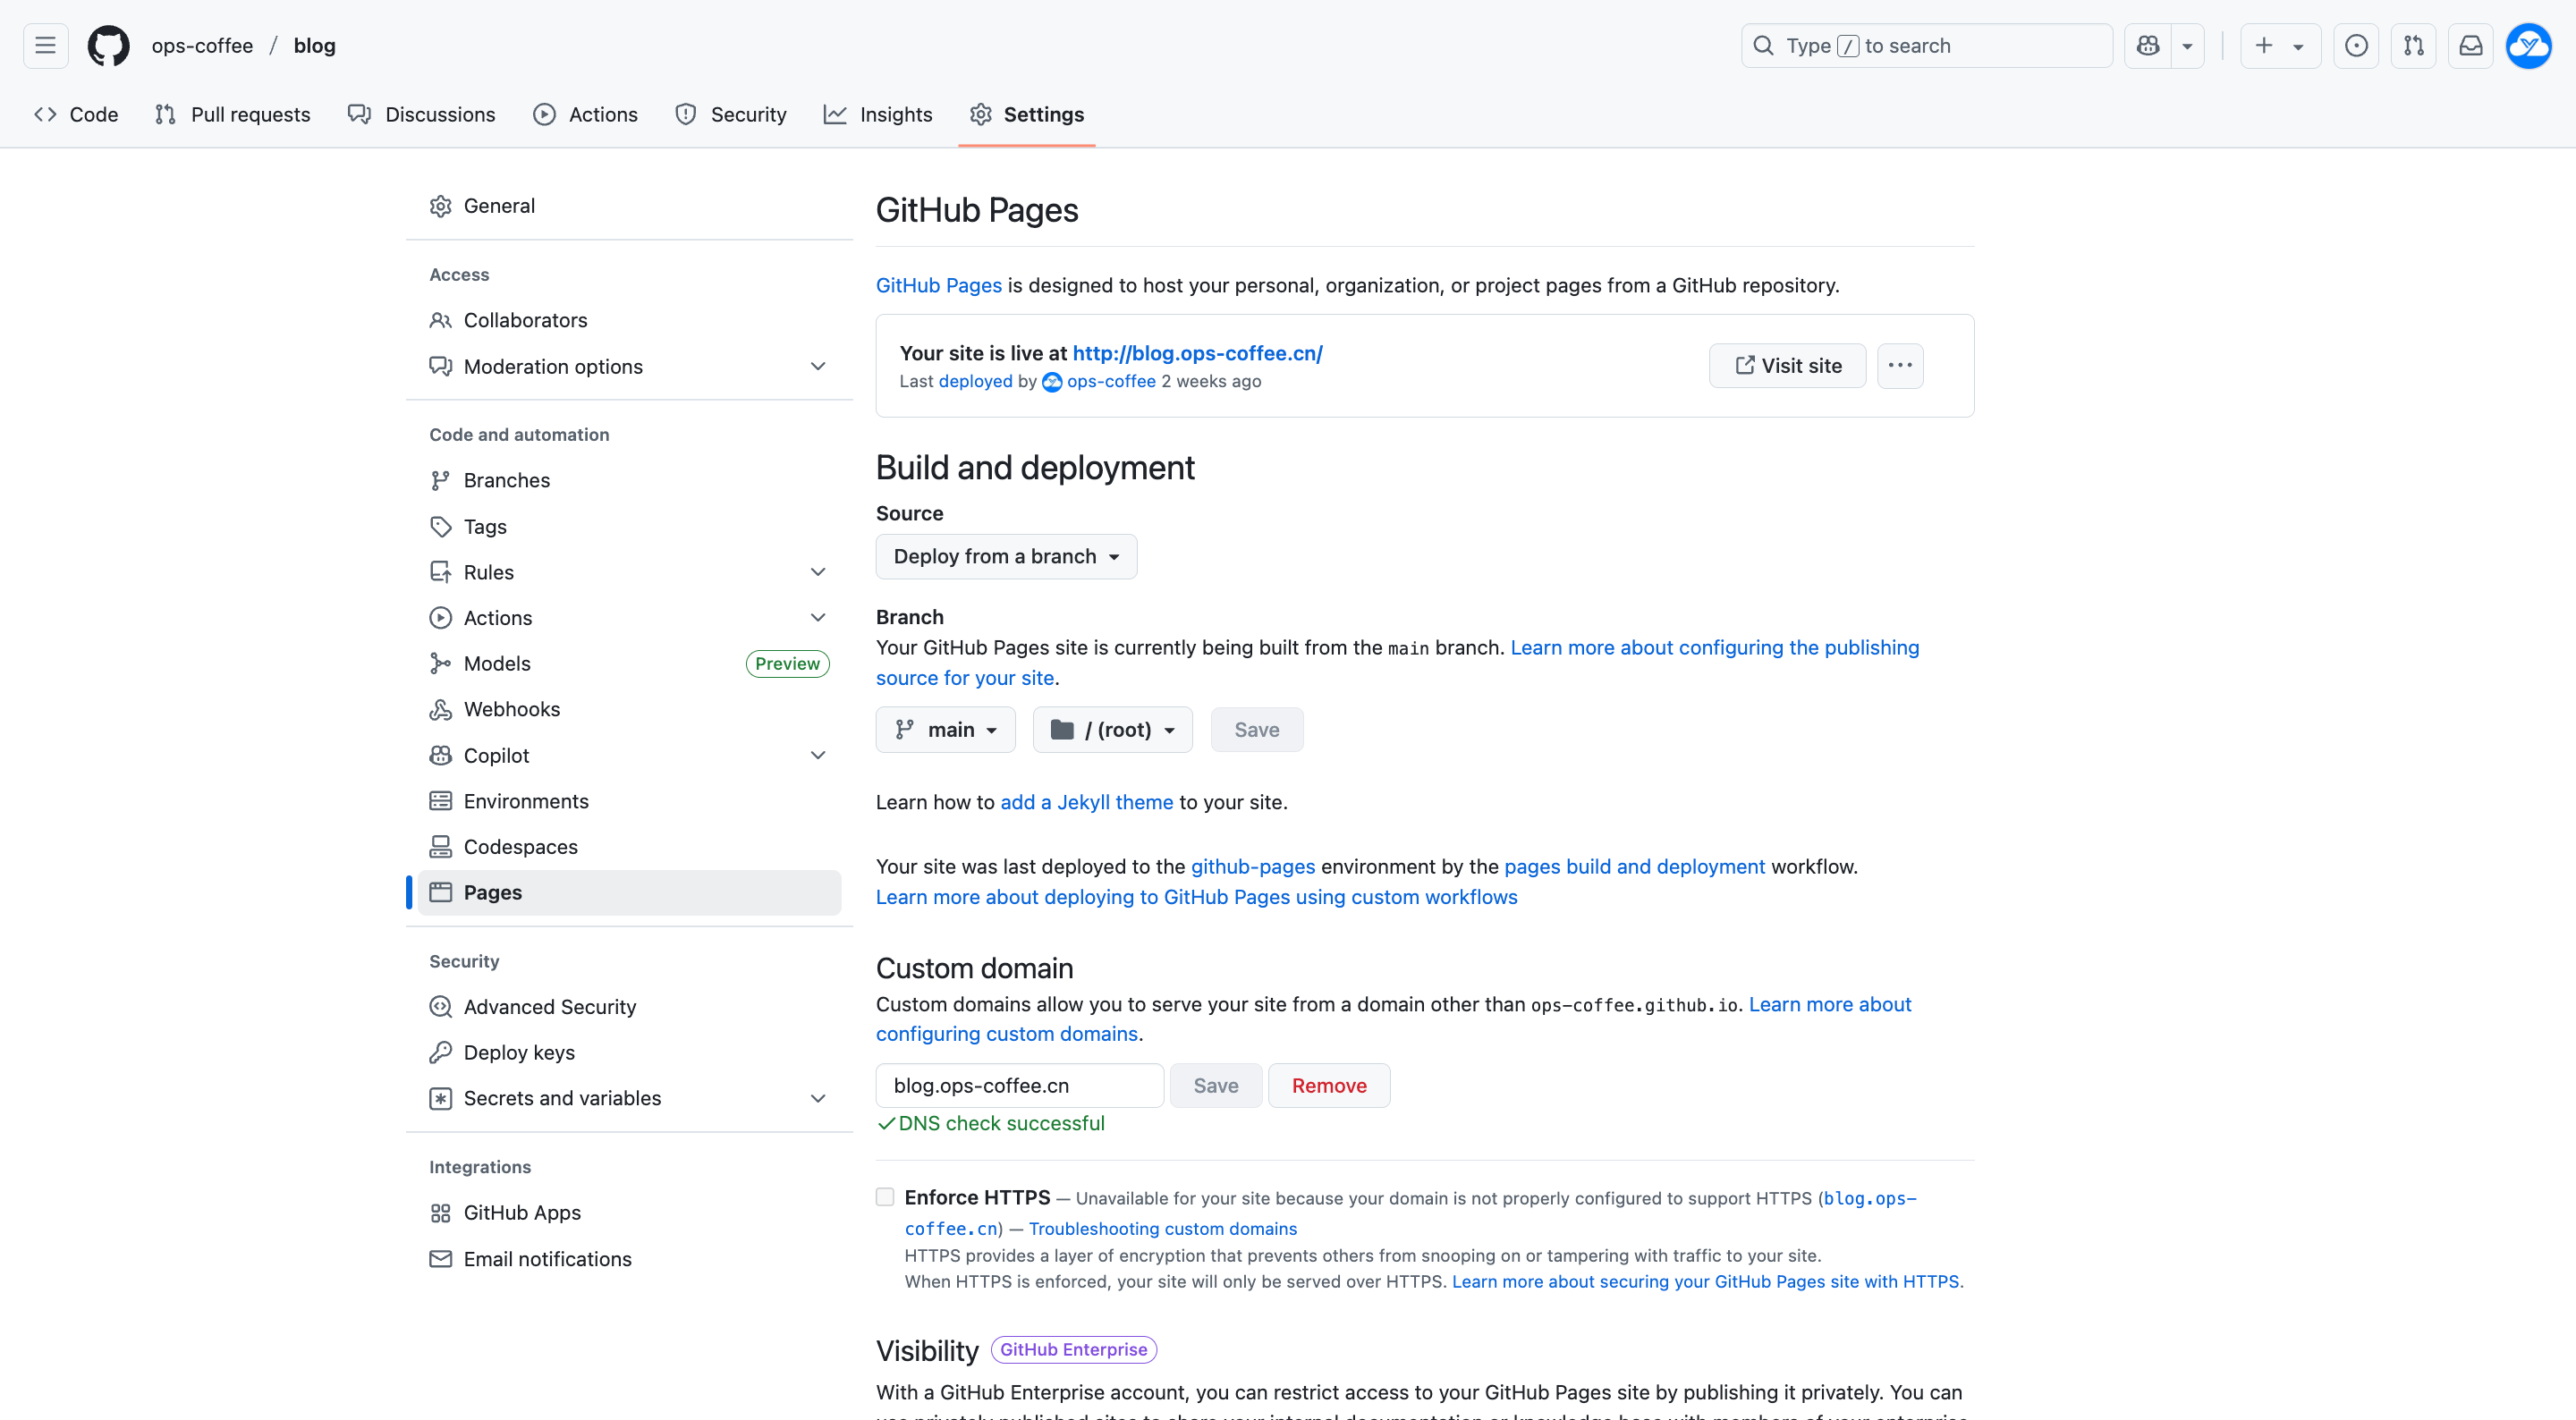 ops-coffee / blog
Type / to search
Code
Pull requests
Discussions
Actions
Security
Insights
Settings
General
Access
Collaborators
Moderation options
Code and automation
Branches
Tags
Rules
Actions
Models
Preview
Webhooks
Copilot
Environments
Codespaces
Pages
Security
Advanced Security
Deploy keys
Secrets and variables
Integrations
GitHub Apps
Email notifications
GitHub Pages
GitHub Pages is designed to host your personal, organization, or project pages from a GitHub repository.
Your site is live at http://blog.ops-coffee.cn/
Last deployed by ops-coffee 2 weeks ago
Visit site
Build and deployment
Source
Deploy from a branch
Branch
Your GitHub Pages site is currently being built from the main branch. Learn more about configuring the publishing
source for your site.
main
/ (root)
Save
Learn how to add a Jekyll theme to your site.
Your site was last deployed to the github-pages environment by the pages build and deployment workflow.
Learn more about deploying to GitHub Pages using custom workflows
Custom domain
Custom domains allow you to serve your site from a domain other than ops-coffee.github.io. Learn more about
configuring custom domains.
blog.ops-coffee.cn
Save
Remove
DNS check successful
Enforce HTTPS — Unavailable for your site because your domain is not properly configured to support HTTPS (blog.ops-
coffee.cn) — Troubleshooting custom domains
HTTPS provides a layer of encryption that prevents others from snooping on or tampering with traffic to your site.
When HTTPS is enforced, your site will only be served over HTTPS. Learn more about securing your GitHub Pages site with HTTPS.
Visibility
GitHub Enterprise
With a GitHub Enterprise account, you can restrict access to your GitHub Pages site by publishing it privately. You can